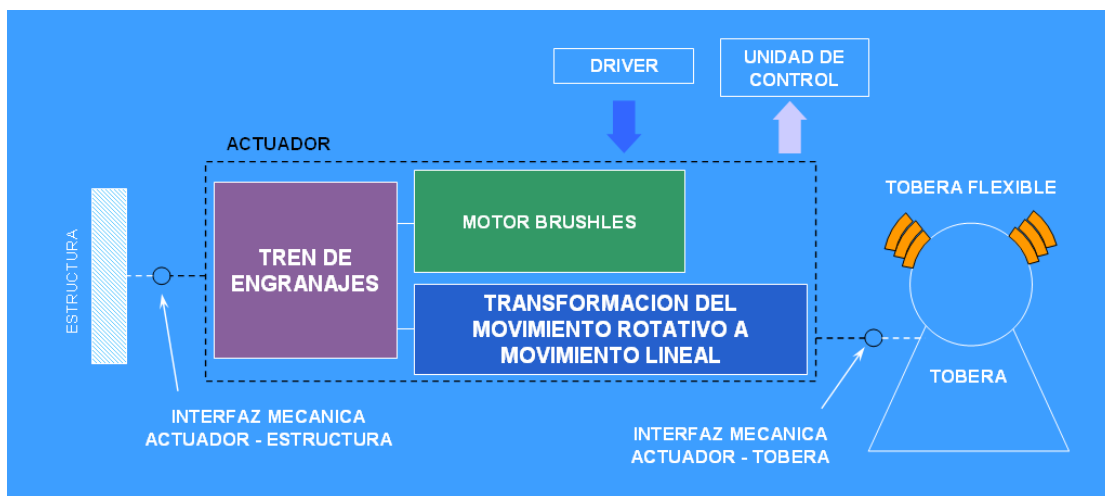 DRIVER
UNIDAD DE
CONTROL
ACTUADOR
ESTRUCTURA
TREN DE
ENGRANAJES
MOTOR BRUSHLES
TRANSFORMACION DEL
MOVIMIENTO ROTATIVO A
MOVIMIENTO LINEAL
TOBERA FLEXIBLE
TOBERA
INTERFAZ MECANICA
ACTUADOR - ESTRUCTURA
INTERFAZ MECANICA
ACTUADOR - TOBERA